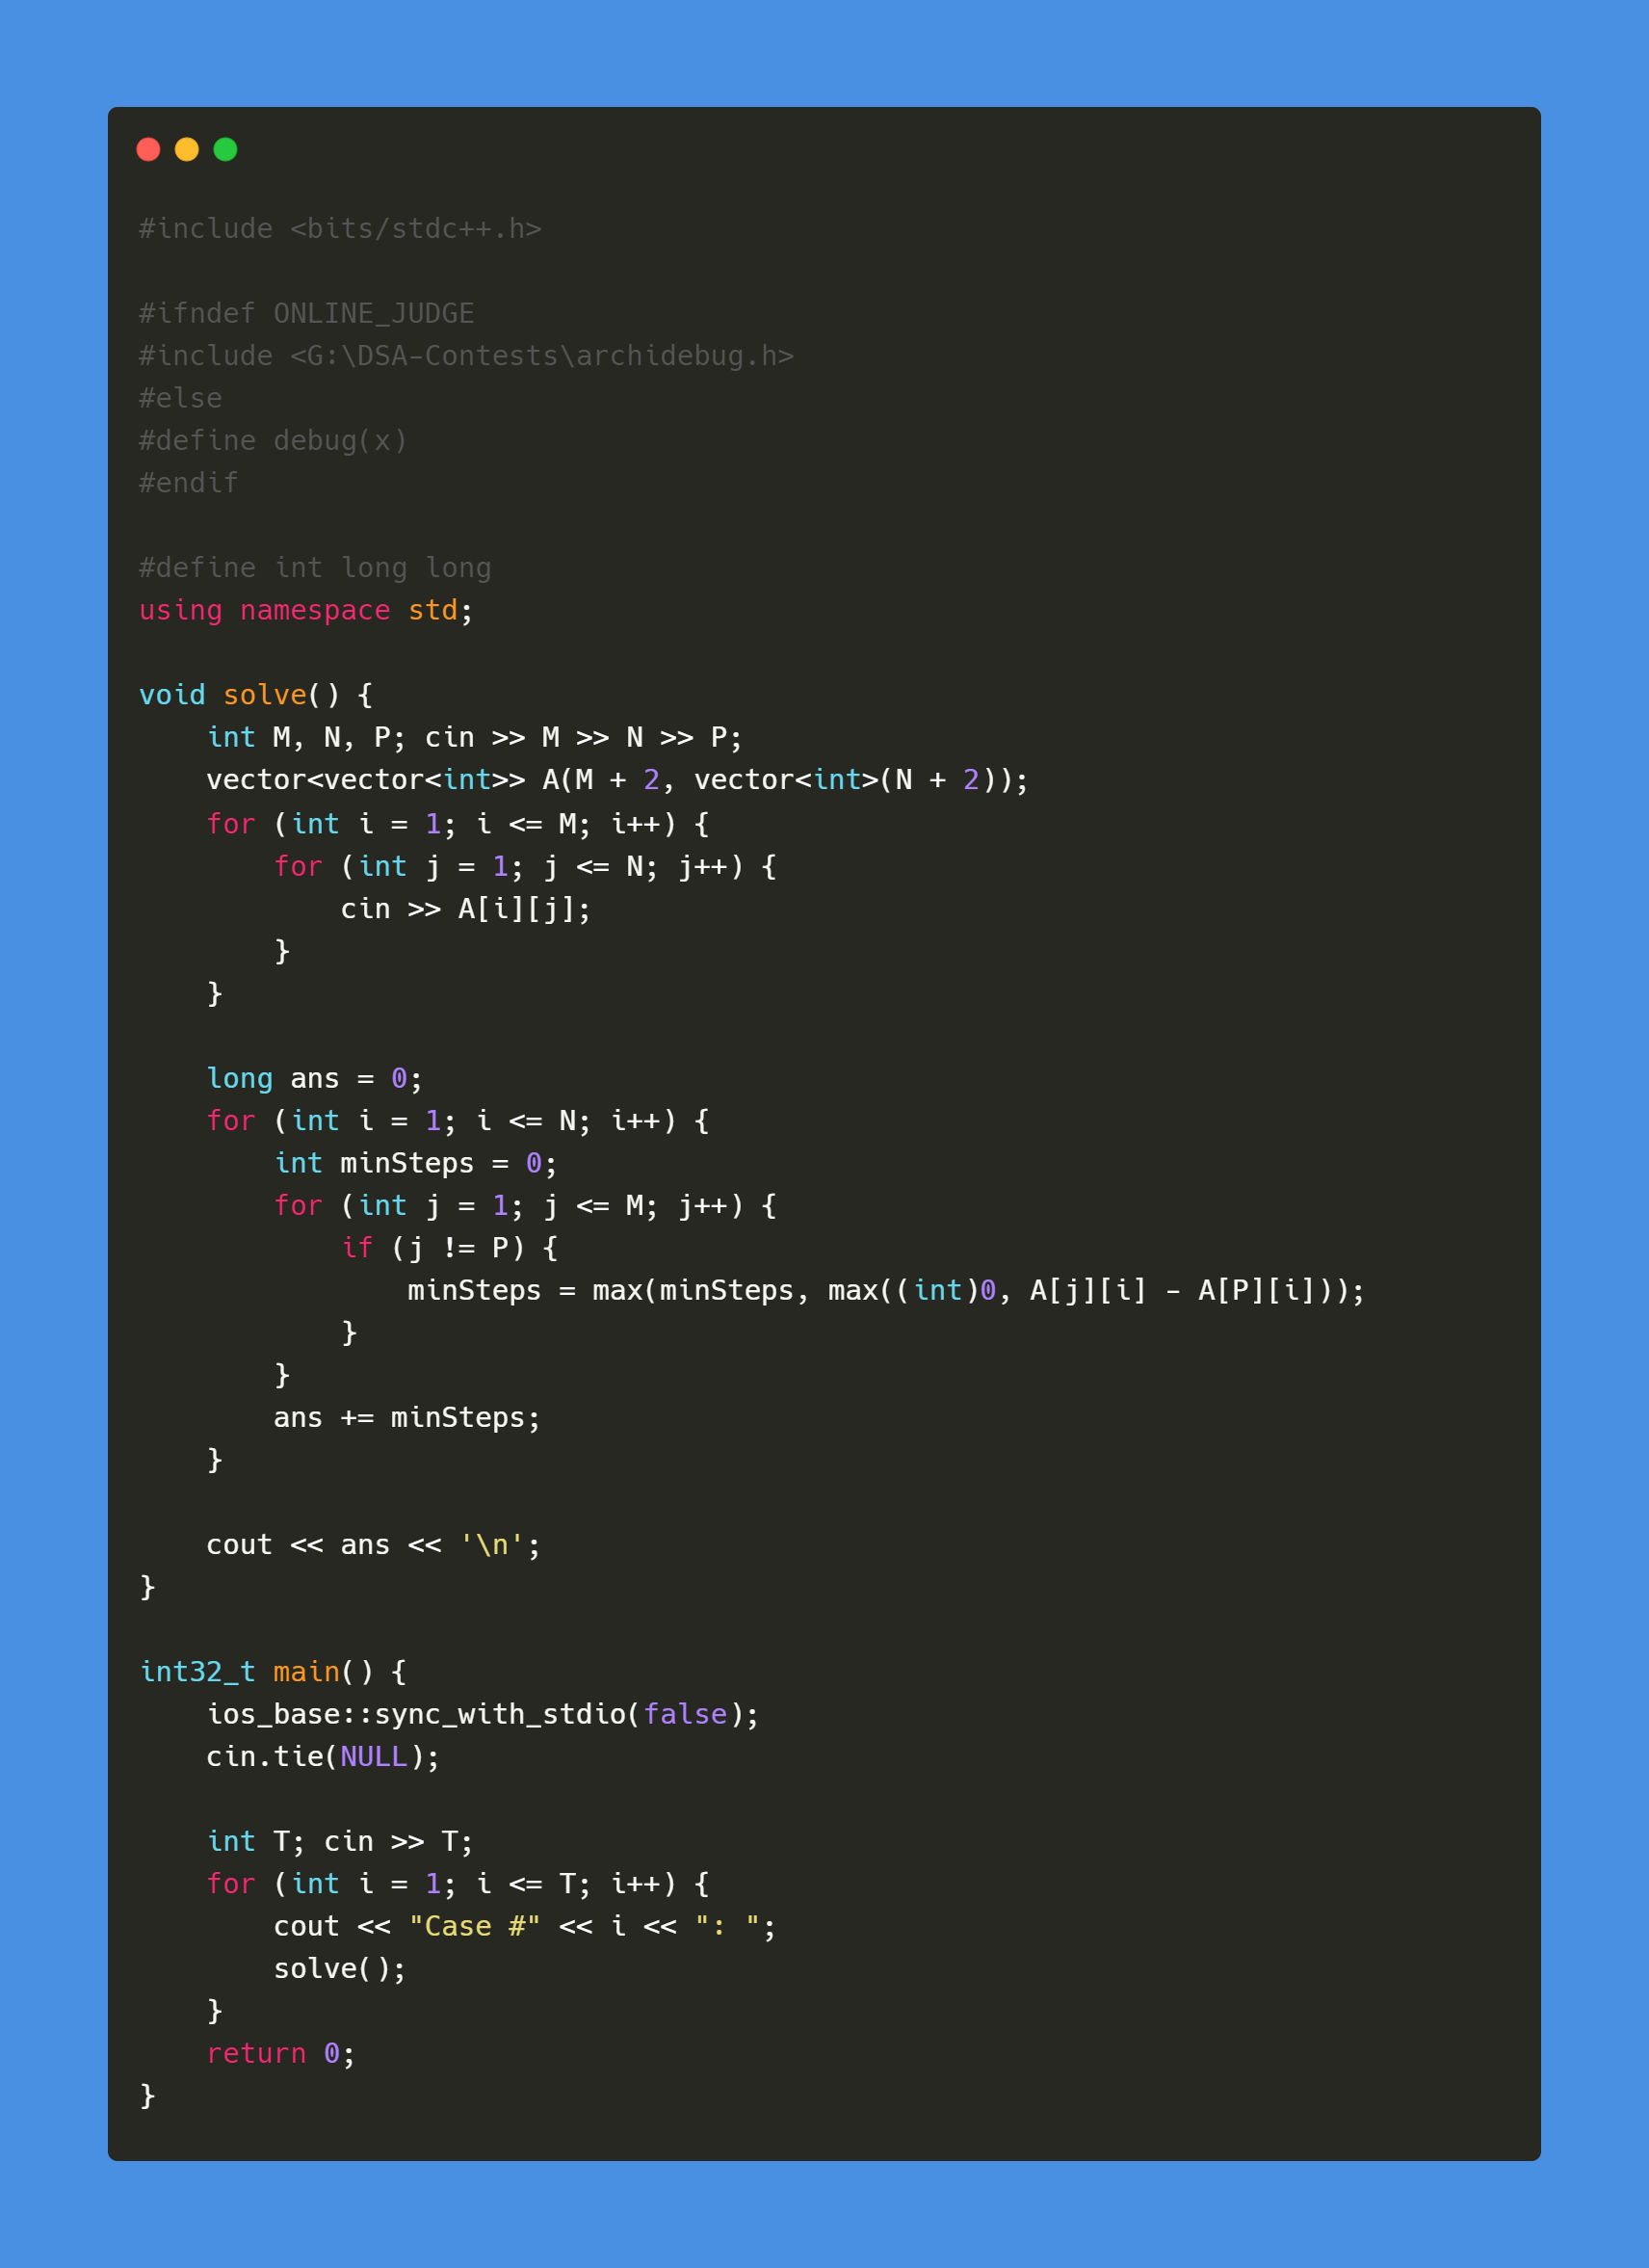 #include <bits/stdc++.h>

#ifndef ONLINE_JUDGE
#include <G:\DSA-Contests\archidebug.h>
#else
#define debug(x)
#endif

#define int long long
using namespace std;

void solve() {
    int M, N, P; cin >> M >> N >> P;
    vector<vector<int>> A(M + 2, vector<int>(N + 2));
    for (int i = 1; i <= M; i++) {
        for (int j = 1; j <= N; j++) {
            cin >> A[i][j];
        }
    }

    long ans = 0;
    for (int i = 1; i <= N; i++) {
        int minSteps = 0;
        for (int j = 1; j <= M; j++) {
            if (j != P) {
                minSteps = max(minSteps, max((int)0, A[j][i] - A[P][i]));
            }
        }
        ans += minSteps;
    }

    cout << ans << '\n';
}

int32_t main() {
    ios_base::sync_with_stdio(false);
    cin.tie(NULL);

    int T; cin >> T;
    for (int i = 1; i <= T; i++) {
        cout << "Case #" << i << ": ";
        solve();
    }
    return 0;
}